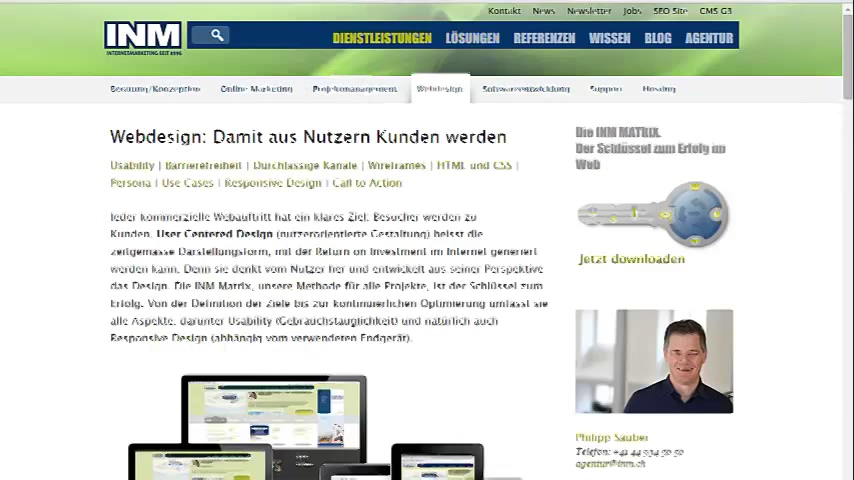 Kontakt News Newsletter Jobs SEO Site CMS G3
INM
INTERNETMARKETING SEIT 1996
DIENSTLEISTUNGEN LÖSUNGEN REFERENZEN WISSEN BLOG AGENTUR
Beratung/Konzeption Online Marketing Projektmanagement Webdesign Softwareentwicklung Support Hosting
Webdesign: Damit aus Nutzern Kunden werden
Usability | Barrierefreiheit | Durchlässige Kanäle | Wireframes | HTML und CSS |
Persona | Use Cases | Responsive Design | Call to Action
Jeder kommerzielle Webauftritt hat ein klares Ziel: Besucher werden zu
Kunden. User Centered Design (nutzerorientierte Gestaltung) heisst die
zeitgemässe Darstellungsform, mit der Return on Investment im Internet generiert
werden kann. Denn sie denkt vom Nutzer her und entwickelt aus seiner Perspektive
das Design. Die INM Matrix, unsere Methode für alle Projekte, ist der Schlüssel zum
Erfolg. Von der Definition der Ziele bis zur kontinuierlichen Optimierung umfasst sie
alle Aspekte, darunter Usability (Gebrauchstauglichkeit) und natürlich auch
Responsive Design (abhängig vom verwendeten Endgerät).
Die INM MATRIX.
Der Schlüssel zum Erfolg im
Web
Jetzt downloaden
Philipp Sauber
Telefon: +41 44 934 50 50
agentur@inm.ch